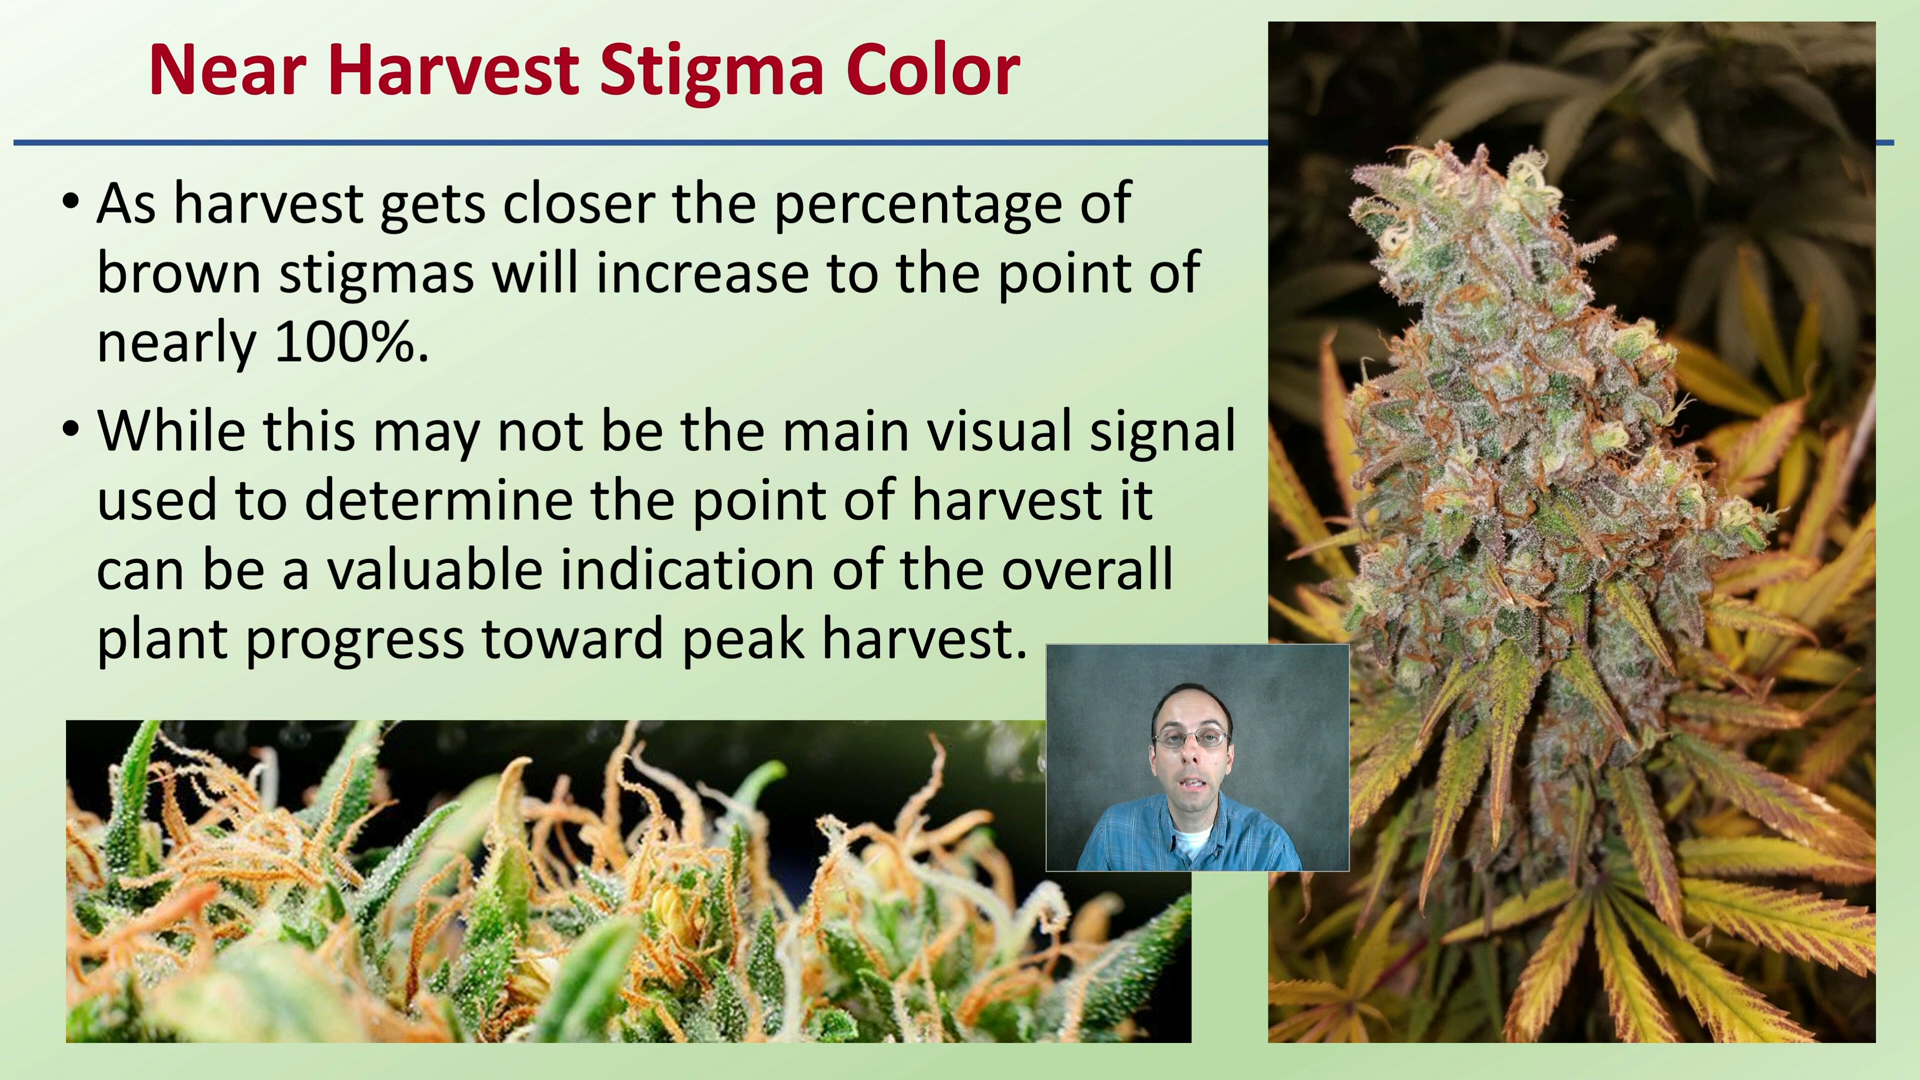 Near Harvest Stigma Color
• As harvest gets closer the percentage of
brown stigmas will increase to the point of
nearly 100%.
• While this may not be the main visual signal
used to determine the point of harvest it
can be a valuable indication of the overall
plant progress toward peak harvest.